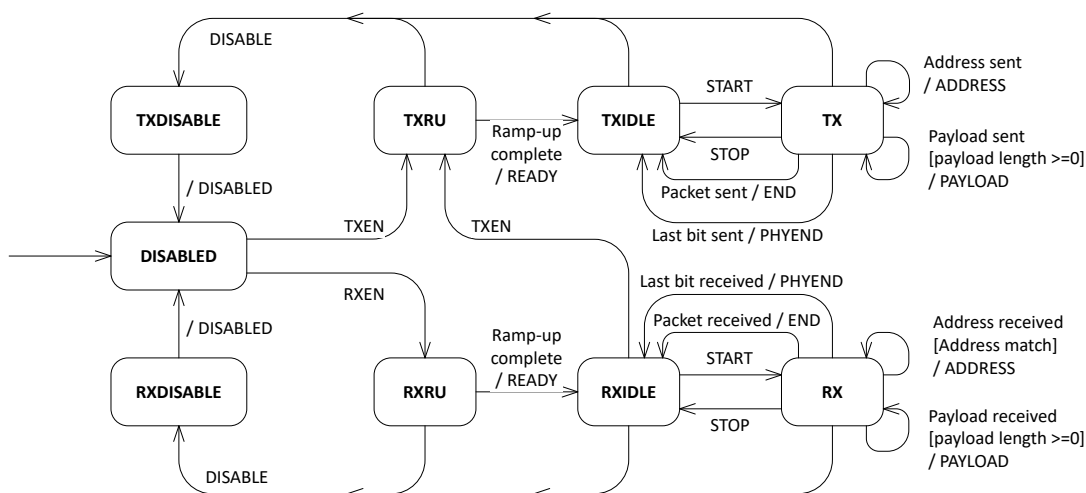 DISABLE
Address sent
/ ADDRESS
START
TXDISABLE
TXRU
TXIDLE
TX
Ramp-up
complete
/ READY
STOP
Payload sent
[payload length >=0]
/ PAYLOAD
/ DISABLED
Packet sent / END
TXEN
TXEN
Last bit sent / PHYEND
DISABLED
RXEN
Last bit received / PHYEND
/ DISABLED
Packet received / END
Address received
[Address match]
/ ADDRESS
Ramp-up
complete
/ READY
START
RXDISABLE
RXRU
RXIDLE
RX
STOP
Payload received
[payload length >=0]
/ PAYLOAD
DISABLE